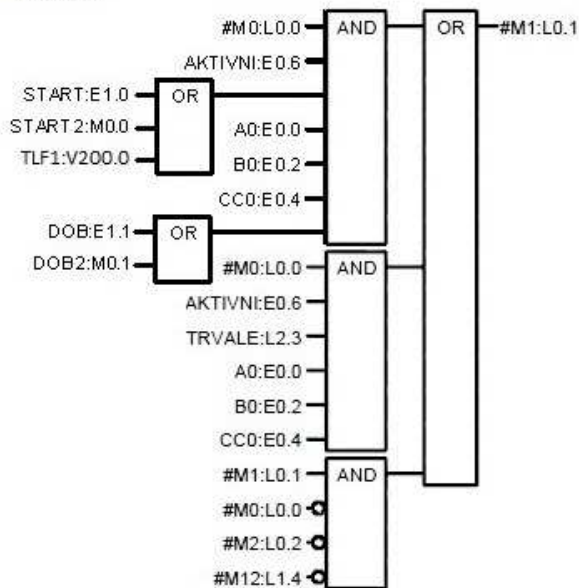 #M0:L0.0 AND OR #M1:L0.1
AKTIVNI:E0.6
START:E1.0 OR
START2:M0.0 A0:E0.0
TLF1:V200.0 B0:E0.2
CC0:E0.4
DOB:E1.1 OR
DOB2:M0.1 #M0:L0.0 AND
AKTIVNI:E0.6
TRVALE:L2.3
A0:E0.0
B0:E0.2
CC0:E0.4
#M1:L0.1 AND
#M0:L0.0
#M2:L0.2
#M12:L1.4